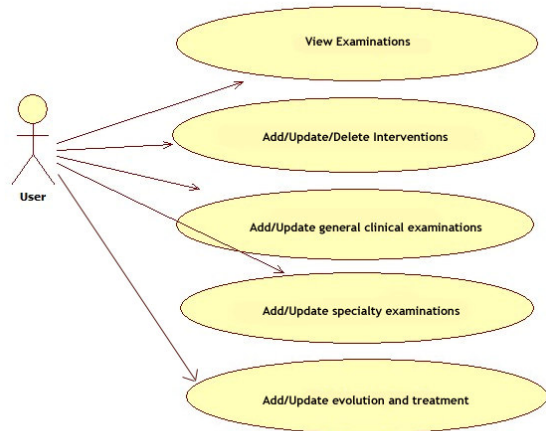 View Examinations
Add/Update/Delete Interventions
User
Add/Update general clinical examinations
Add/Update specialty examinations
Add/Update evolution and treatment